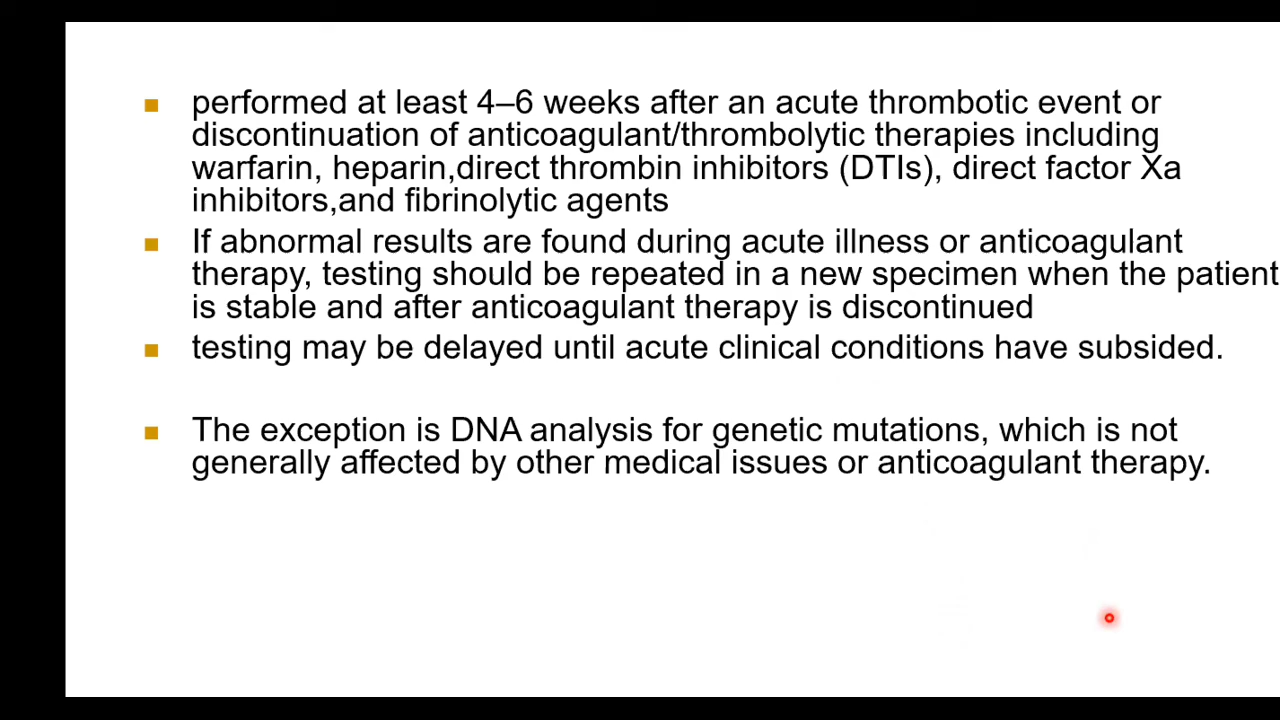 performed at least 4–6 weeks after an acute thrombotic event or
discontinuation of anticoagulant/thrombolytic therapies including
warfarin, heparin,direct thrombin inhibitors (DTIs), direct factor Xa
inhibitors,and fibrinolytic agents
If abnormal results are found during acute illness or anticoagulant
therapy, testing should be repeated in a new specimen when the patient
is stable and after anticoagulant therapy is discontinued
testing may be delayed until acute clinical conditions have subsided.
The exception is DNA analysis for genetic mutations, which is not
generally affected by other medical issues or anticoagulant therapy.